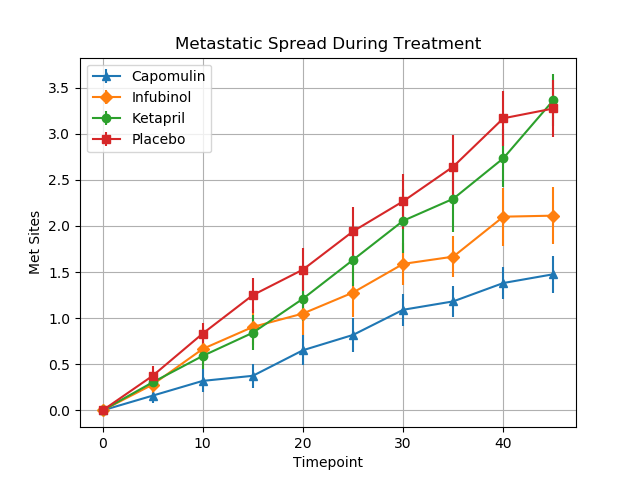 Metastatic Spread During Treatment
Capomulin
Infubinol
Ketapril
Placebo
3.5
3.0
2.5
2.0
1.5
1.0
0.5
0.0
Met Sites
0 10 20 30 40
Timepoint